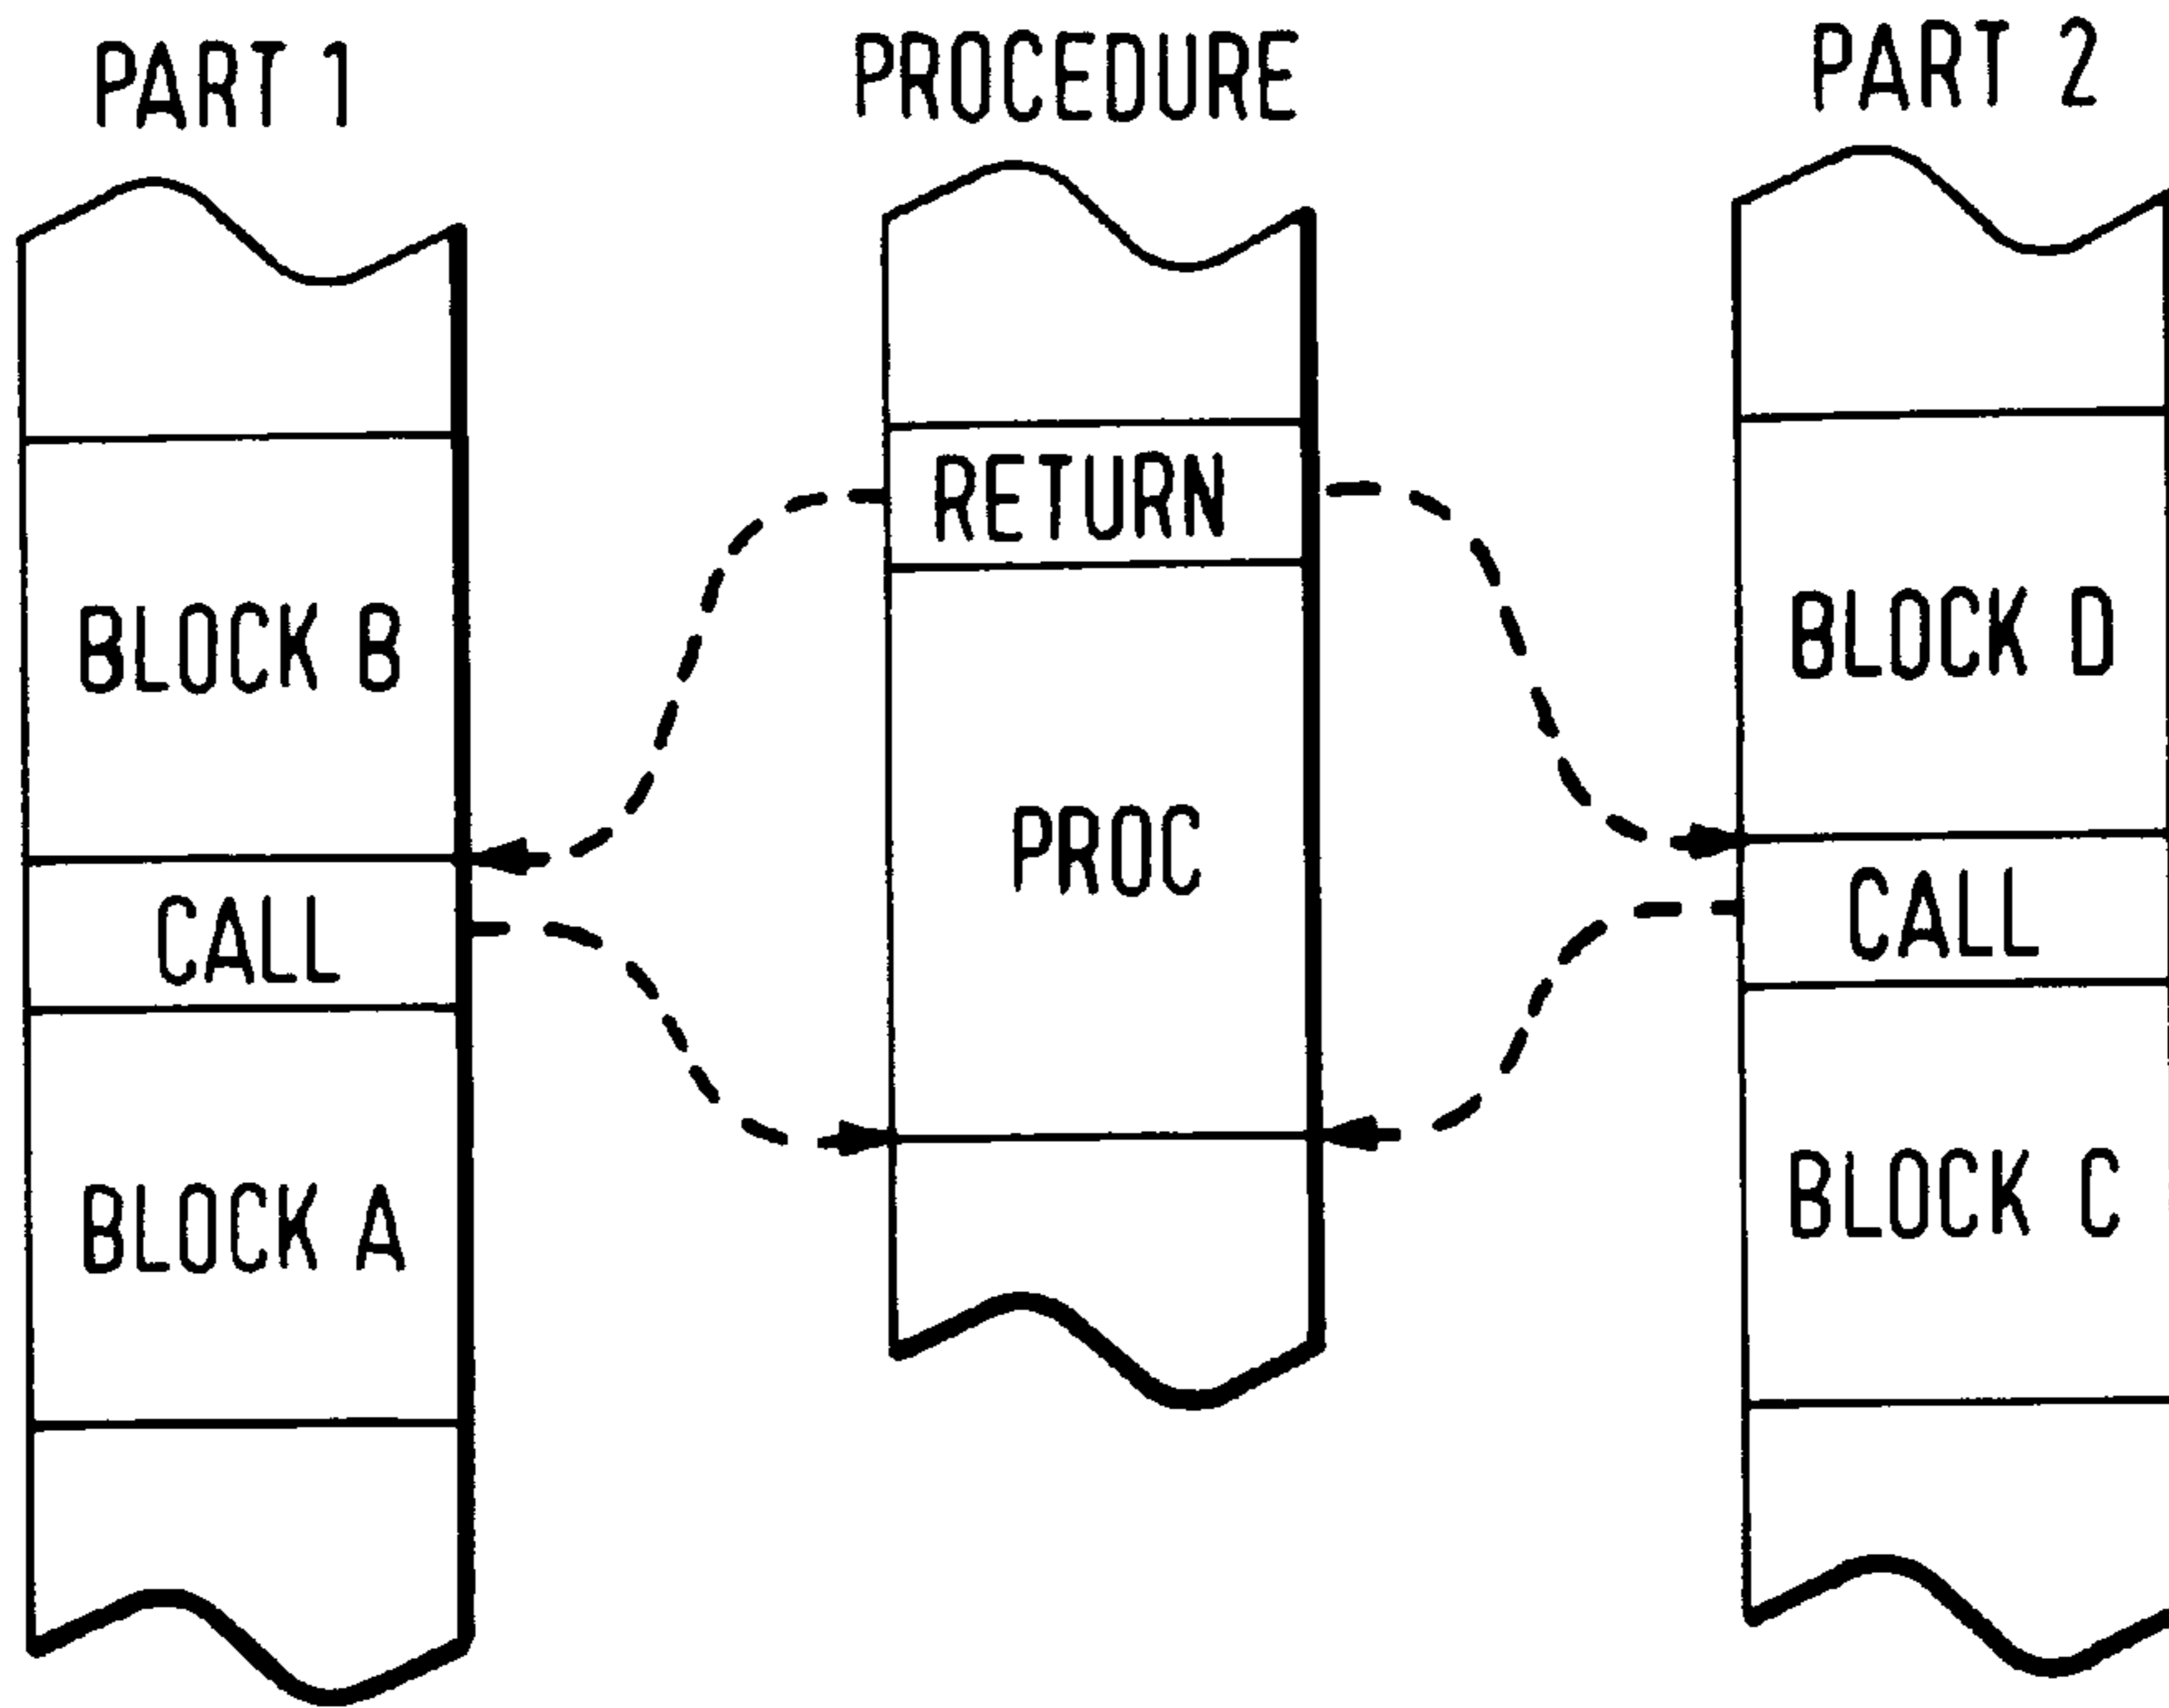 PART 1
PROCEDURE
PART 2
RETURN
BLOCK B
BLOCK D
PROC
CALL
CALL
BLOCK A
BLOCK C